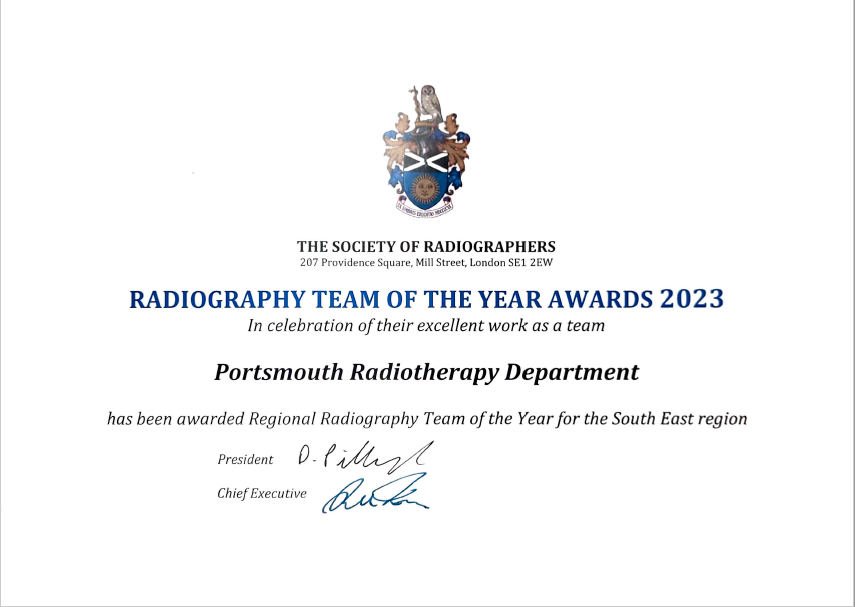 THE SOCIETY OF RADIOGRAPHERS
207 Providence Square, Mill Street, London SE1 2EW
RADIOGRAPHY TEAM OF THE YEAR AWARDS 2023
In celebration of their excellent work as a team
Portsmouth Radiotherapy Department
has been awarded Regional Radiography Team of the Year for the South East region
President
Chief Executive